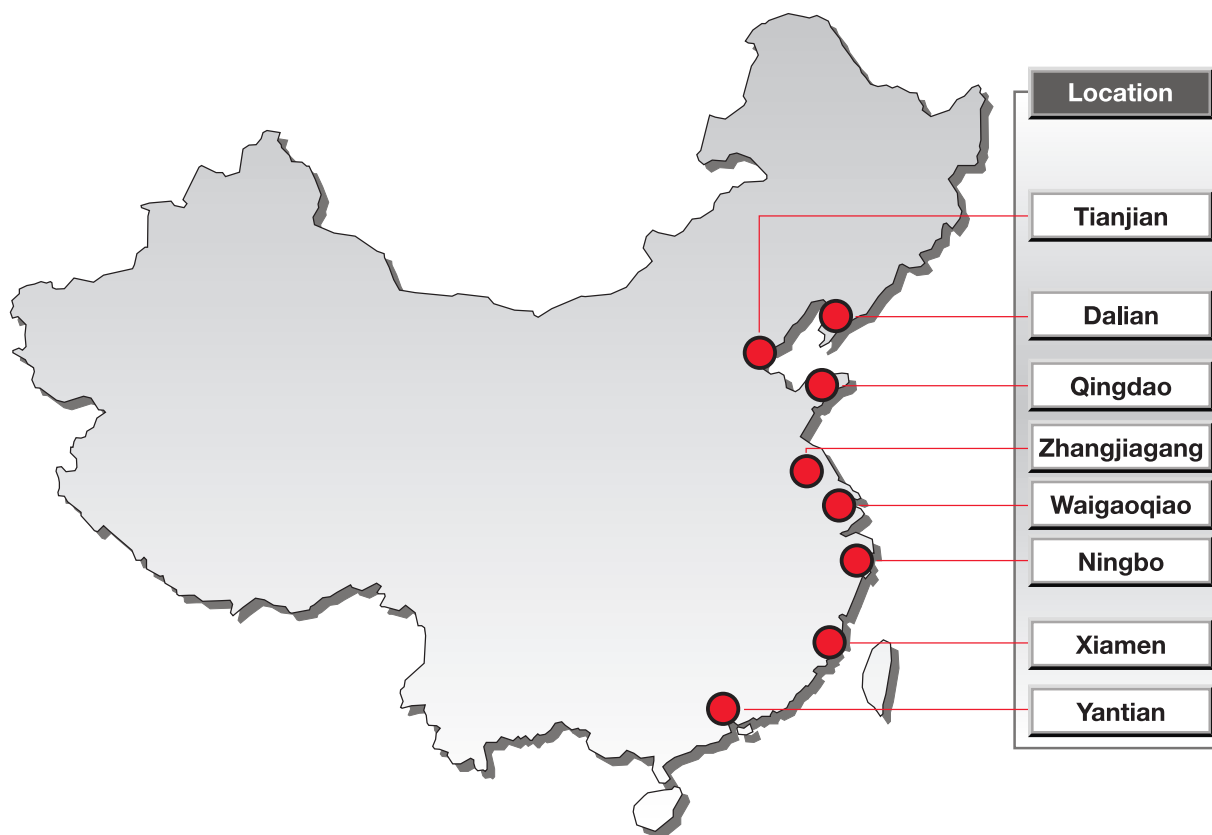 Location
Tianjian
Dalian
Qingdao
Zhangjiagang
Waigaoqiao
Ningbo
Xiamen
Yantian